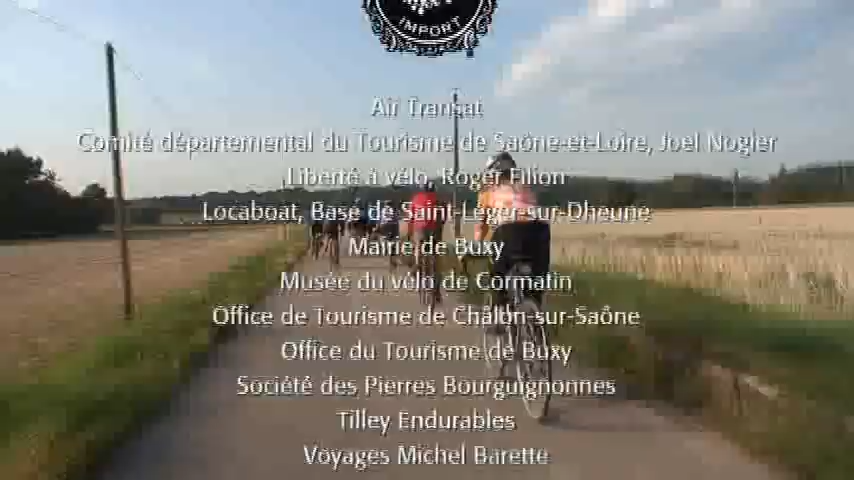 IMPORT
Air Transat
Comité départemental du Tourisme de Saône-et-Loire, Joel Nogier
Liberté à vélo, Roger Filion
Locaboat, Base de Saint-Léger-sur-Dheune
Mairie de Buxy
Musée du vélo de Cormatin
Office de Tourisme de Châlon-sur-Saône
Office du Tourisme de Buxy
Société des Pierres Bourguignonnes
Tilley Endurables
Voyages Michel Barette